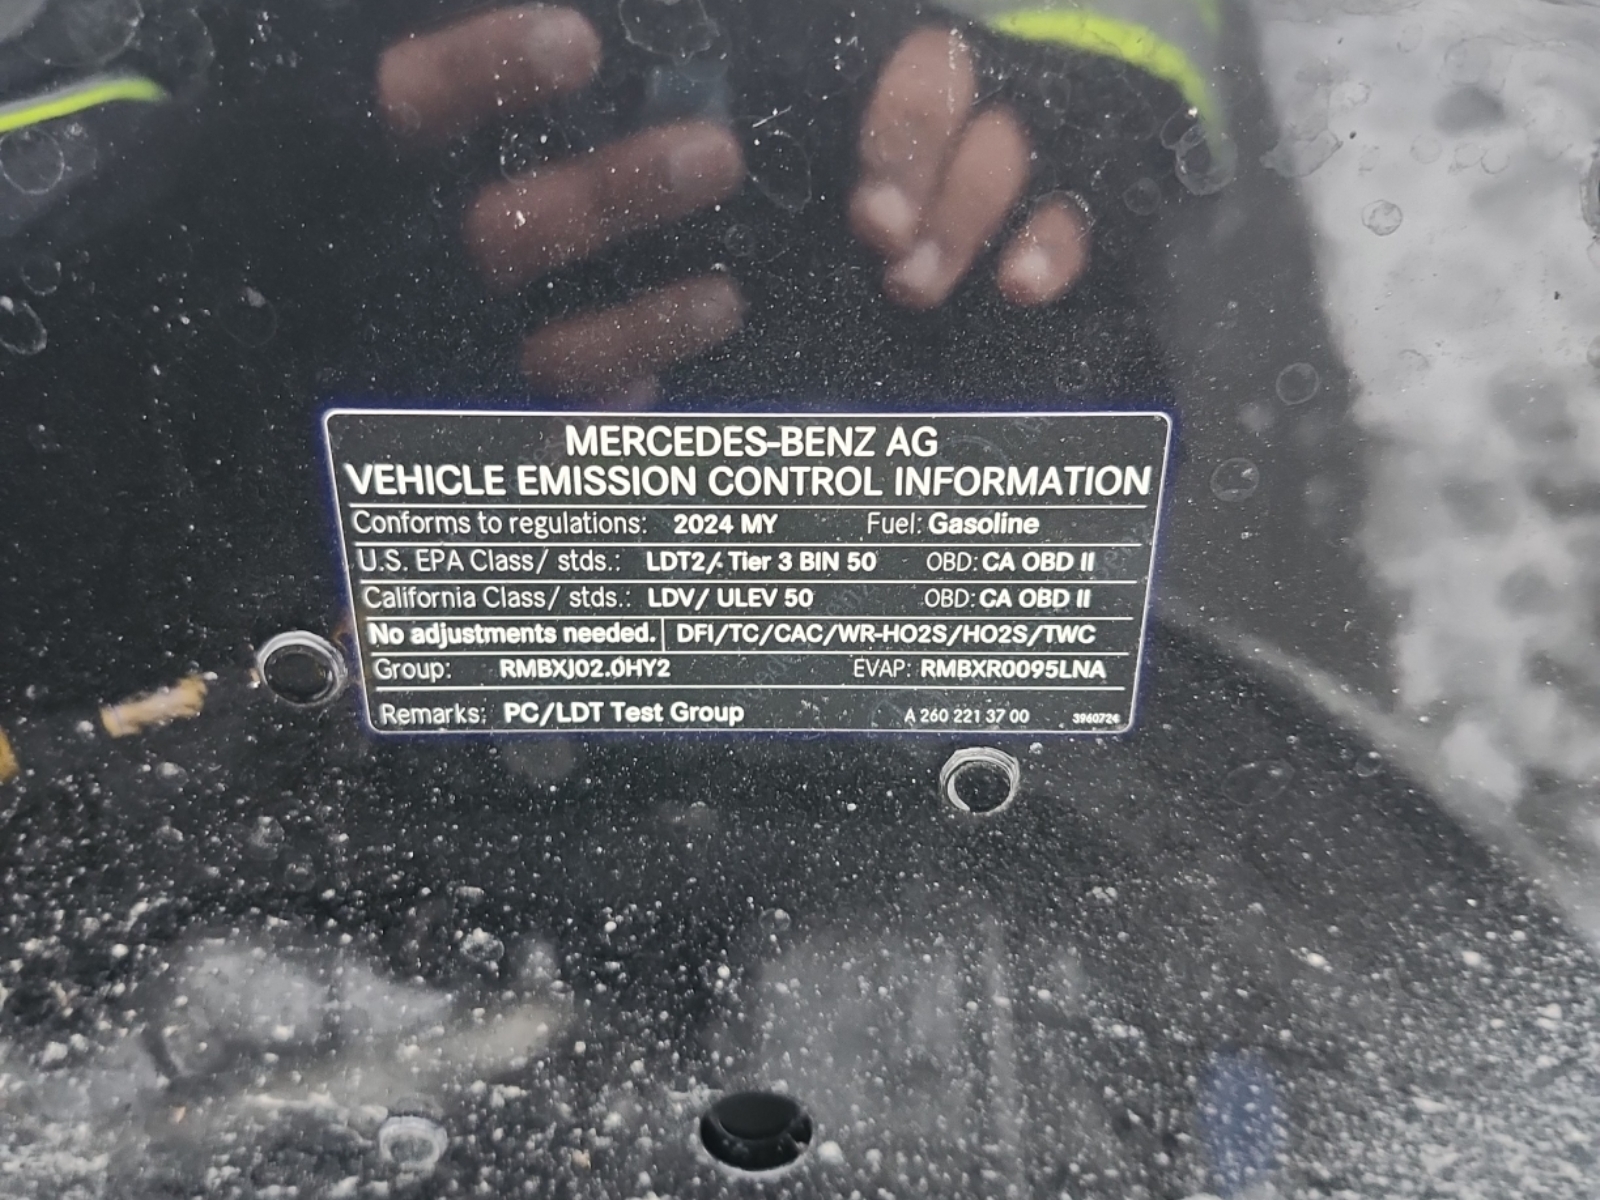 MERCEDES-BENZ AG
VEHICLE EMISSION CONTROL INFORMATION
Conforms to regulations: 2024 MY Fuel: Gasoline
U.S. EPA Class/ stds.: LDT2/ Tier 3 BIN 50 OBD: CA OBD II
California Class/ stds.: LDV/ ULEV 50 OBD: CA OBD II
No adjustments needed. DFI/TC/CAC/WR-HO2S/HO2S/TWC
Group: RMBXJ02.0HY2 EVAP: RMBXR0095LNA
Remarks: PC/LDT Test Group A 260 221 37 00